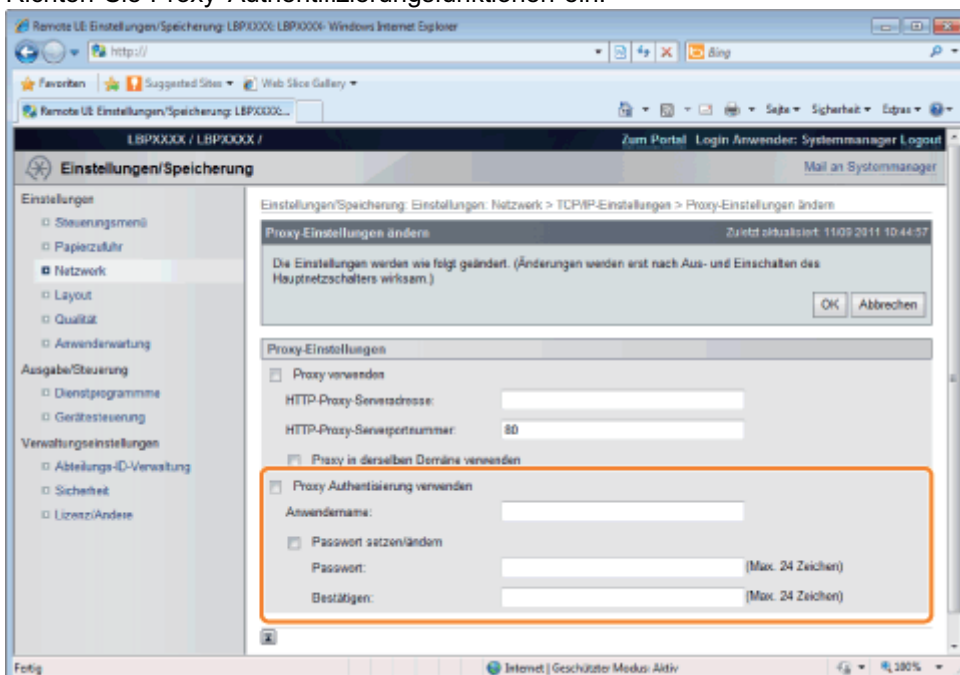 Richten Sie Proxy-Authentifizierungsfunktionen ein.
Remote UI: Einstellungen/Speicherung: LBPXXXX: LBPXXXX- Windows Internet Explorer
http://
Bing
Favoriten Suggested Sites Web Slice Gallery
Remote UI: Einstellungen/Speicherung: LBPXXXX:... Seite Sicherheit Extras
LBPXXXX / LBPXXXX / Zum Portal Login Anwender: Systemmanager Logout
Einstellungen/Speicherung Mail an Systemmanager
Einstellungen
Steuerungsmenü
Papierzufuhr
Netzwerk
Layout
Qualität
Anwenderwartung
Ausgabe/Steuerung
Dienstprogrammme
Gerätesteuerung
Verwaltungseinstellungen
Abteilungs-ID-Verwaltung
Sicherheit
Lizenz/Andere
Einstellungen/Speicherung: Einstellungen: Netzwerk > TCP/IP-Einstellungen > Proxy-Einstellungen ändern
Proxy-Einstellungen ändern Zuletzt aktualisiert: 11/09 2011 10:44:57
Die Einstellungen werden wie folgt geändert. (Änderungen werden erst nach Aus- und Einschalten des
Hauptnetzschalters wirksam.)
OK Abbrechen
Proxy-Einstellungen
Proxy verwenden
HTTP-Proxy-Serveradresse:
HTTP-Proxy-Serverportnummer: 80
Proxy in derselben Domäne verwenden
Proxy Authentisierung verwenden
Anwendername:
Passwort setzen/ändern
Passwort: (Max. 24 Zeichen)
Bestätigen: (Max. 24 Zeichen)
Fertig Internet | Geschützter Modus: Aktiv 100%